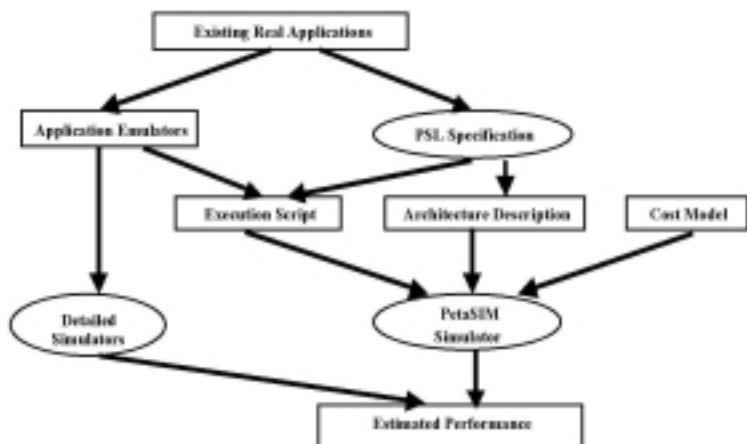 Existing Real Applications
Application Emulators
PSL Specification
Execution Script
Architecture Description
Cost Model
Detailed
Simulators
PetaSIM
Simulator
Estimated Performance